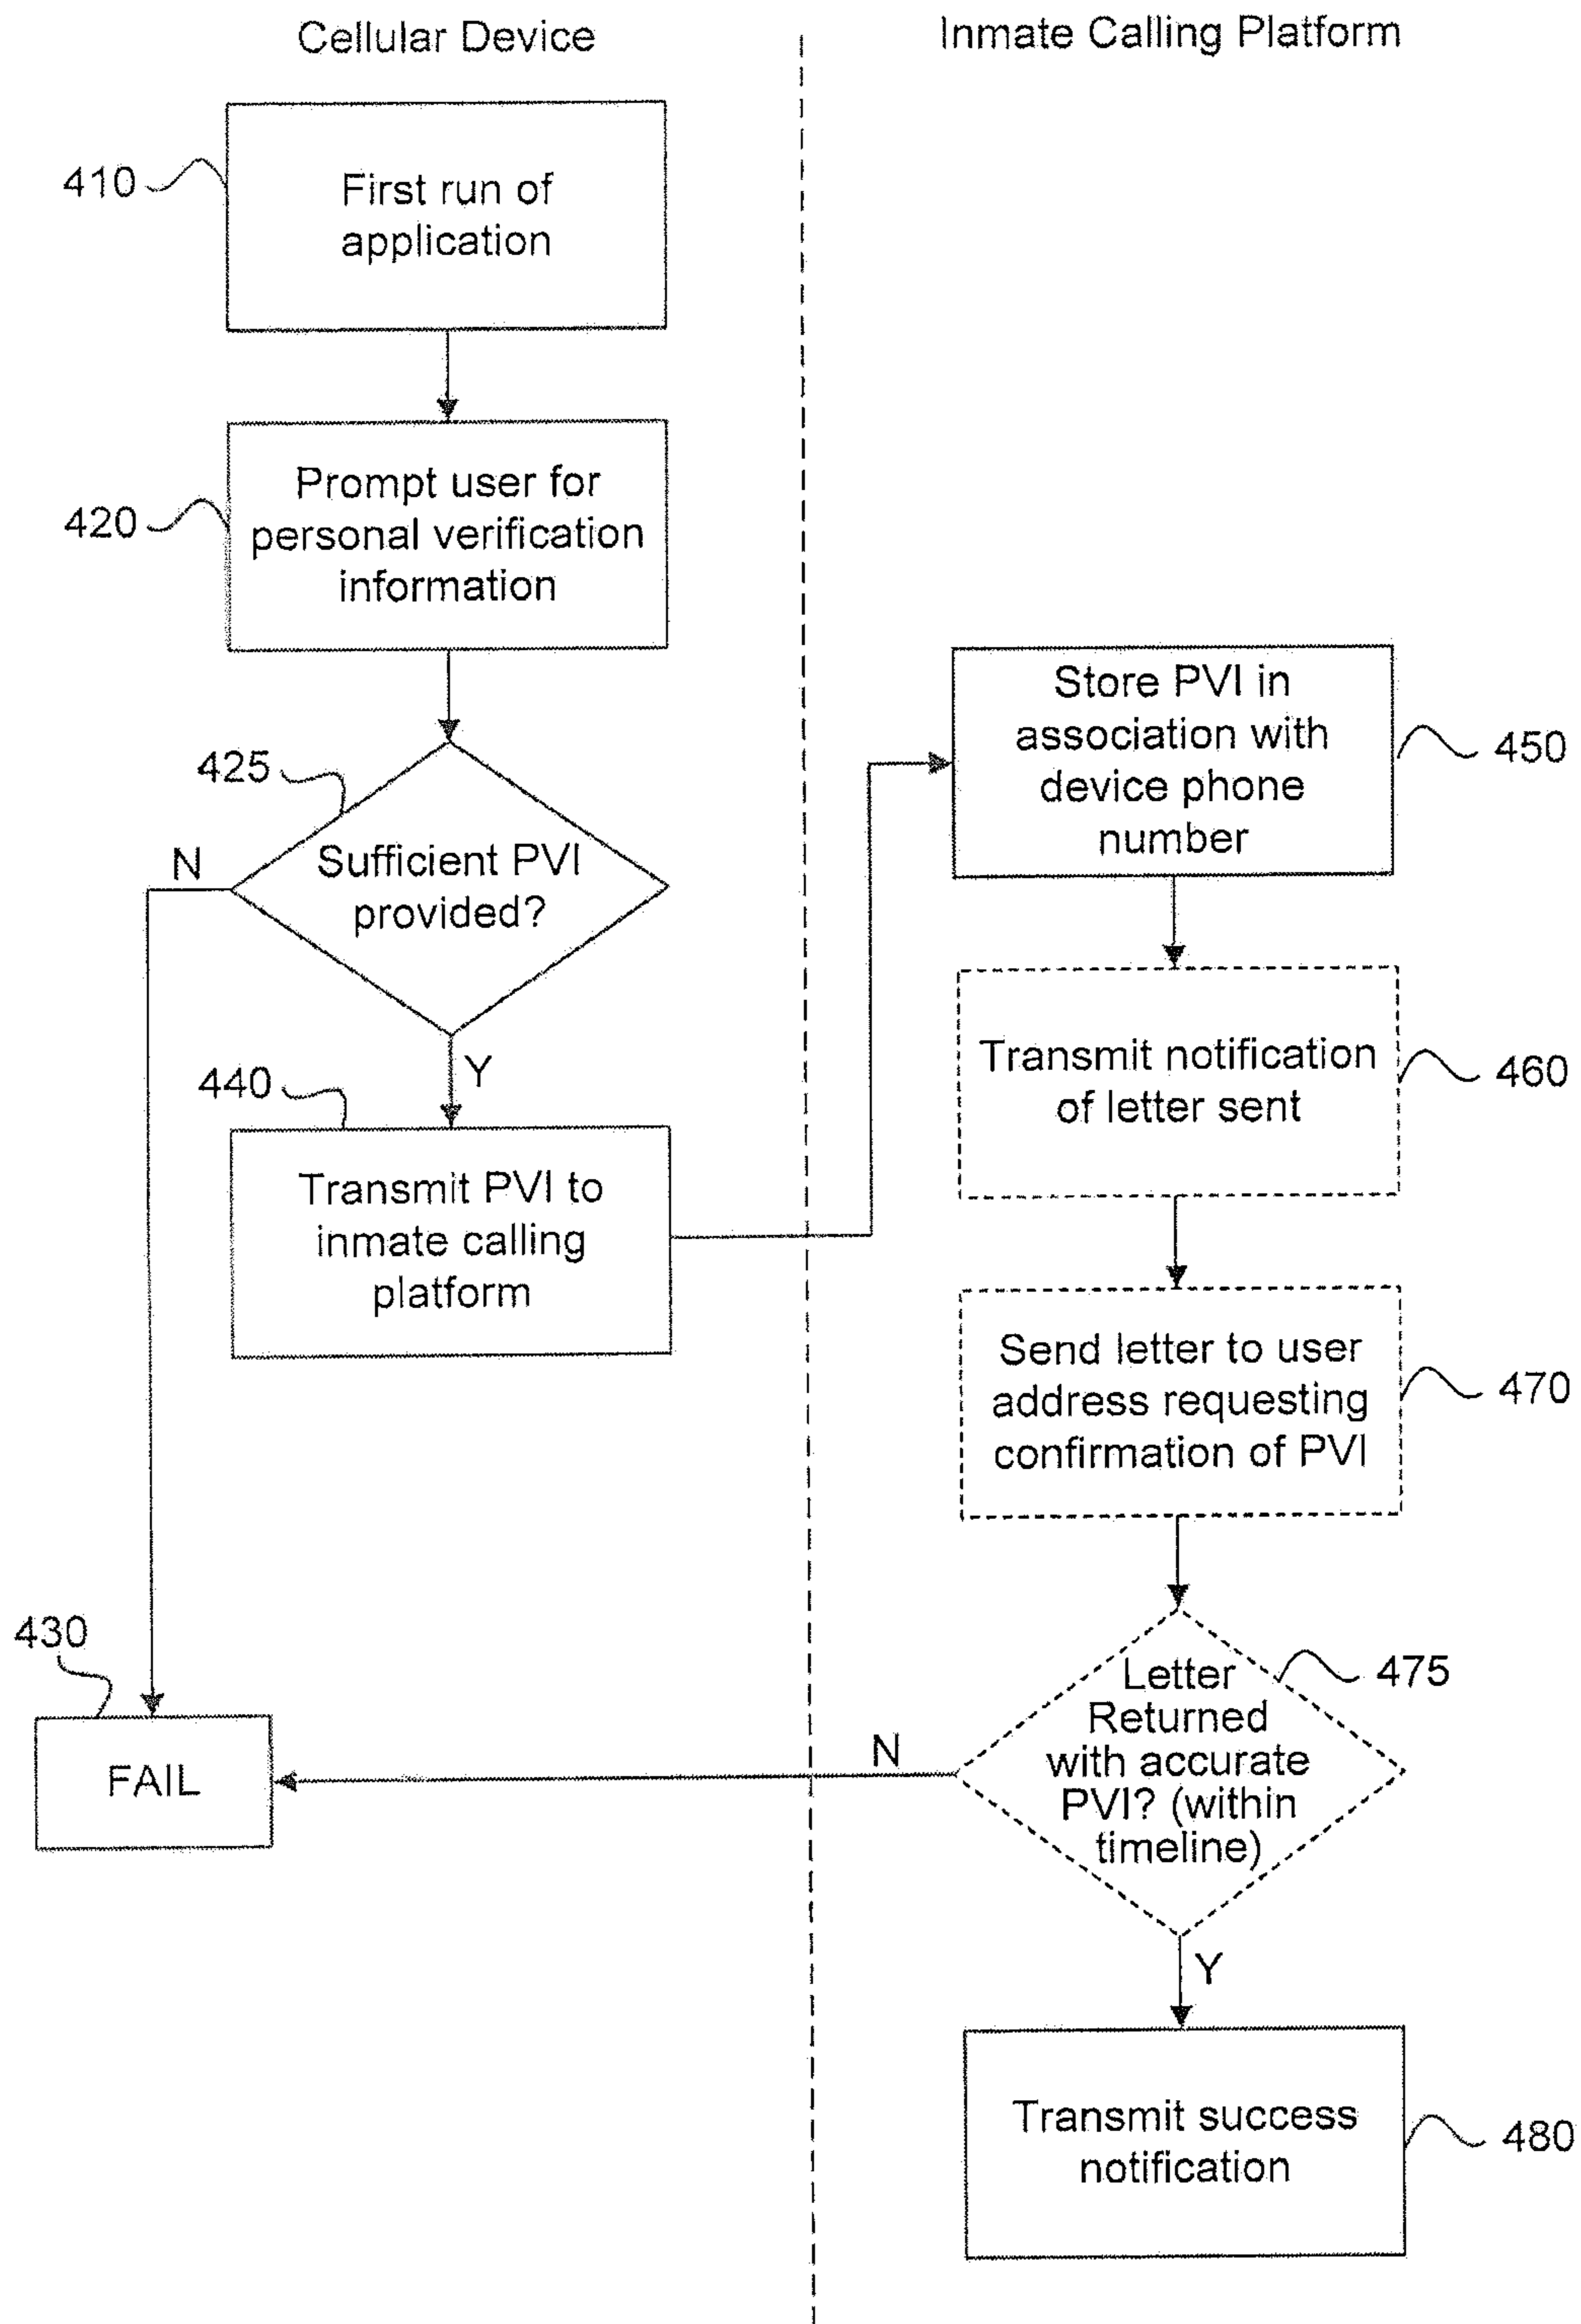 Cellular Device
Inmate Calling Platform
410
First run of
application
420
Prompt user for
personal verification
information
425
Sufficient PVI
provided?
N
Y
440
Transmit PVI to
inmate calling
platform
430
FAIL
Store PVI in
association with
device phone
number
450
Transmit notification
of letter sent
460
Send letter to user
address requesting
confirmation of PVI
470
Letter
Returned
with accurate
PVI? (within
timeline)
475
N
Y
Transmit success
notification
480